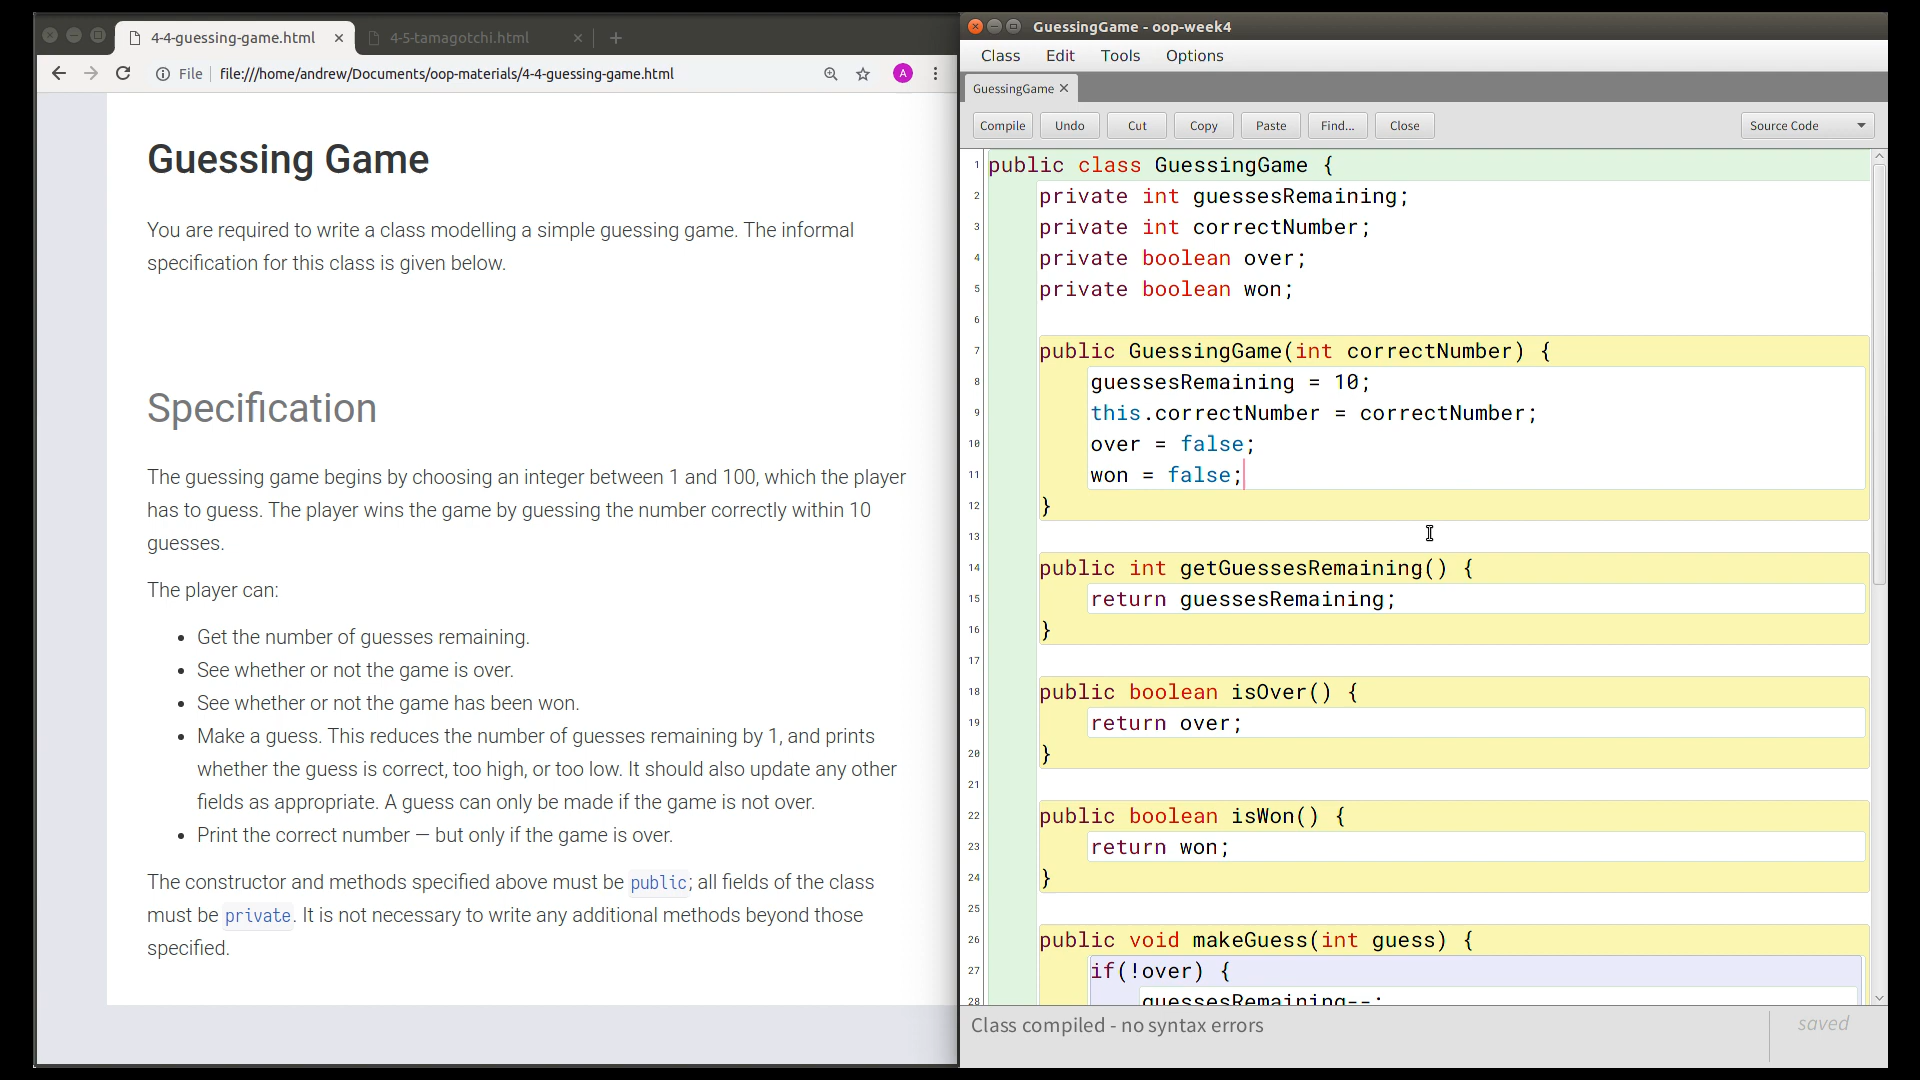 4-4-guessing-game.html
4-5-tamagotchi.html
File
file:///home/andrew/Documents/oop-materials/4-4-guessing-game.html
A
Guessing Game
You are required to write a class modelling a simple guessing game. The informal
specification for this class is given below.
Specification
The guessing game begins by choosing an integer between 1 and 100, which the player
has to guess. The player wins the game by guessing the number correctly within 10
guesses.
The player can:
• Get the number of guesses remaining.
• See whether or not the game is over.
• See whether or not the game has been won.
• Make a guess. This reduces the number of guesses remaining by 1, and prints
whether the guess is correct, too high, or too low. It should also update any other
fields as appropriate. A guess can only be made if the game is not over.
• Print the correct number — but only if the game is over.
The constructor and methods specified above must be public; all fields of the class
must be private. It is not necessary to write any additional methods beyond those
specified.
GuessingGame - oop-week4
Class Edit Tools Options
GuessingGame
Compile Undo Cut Copy Paste Find... Close Source Code
1 public class GuessingGame {
2 private int guessesRemaining;
3 private int correctNumber;
4 private boolean over;
5 private boolean won;
6
7 public GuessingGame(int correctNumber) {
8 guessesRemaining = 10;
9 this.correctNumber = correctNumber;
10 over = false;
11 won = false;
12 }
13
14 public int getGuessesRemaining() {
15 return guessesRemaining;
16 }
17
18 public boolean isOver() {
19 return over;
20 }
21
22 public boolean isWon() {
23 return won;
24 }
25
26 public void makeGuess(int guess) {
27 if(!over) {
28 guessesRemaining--;
Class compiled - no syntax errors
saved